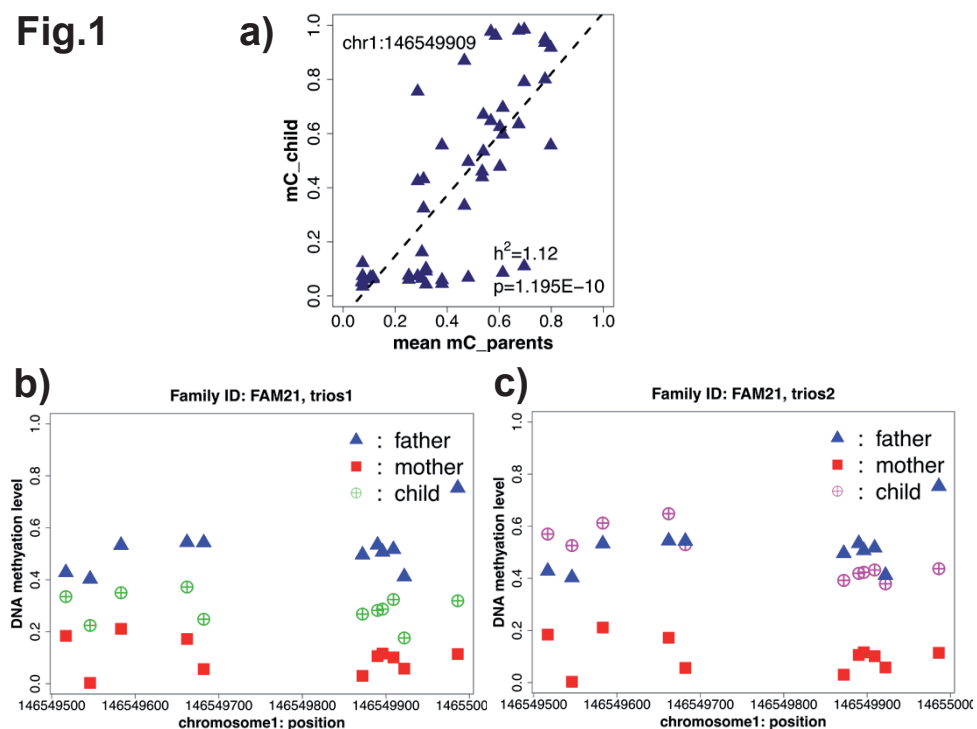 Fig.1
a)
chr1:146549909
h²=1.12
p=1.195E−10
mC_child
0.0 0.2 0.4 0.6 0.8 1.0
0.0 0.2 0.4 0.6 0.8 1.0
mean mC_parents
b)
Family ID: FAM21, trios1
: father
: mother
: child
DNA methyation level
0.0 0.2 0.4 0.6 0.8 1.0
146549500 146549600 146549700 146549800 146549900 14655000
chromosome1: position
c)
Family ID: FAM21, trios2
: father
: mother
: child
DNA methyation level
0.0 0.2 0.4 0.6 0.8 1.0
146549500 146549600 146549700 146549800 146549900 14655000
chromosome1: position